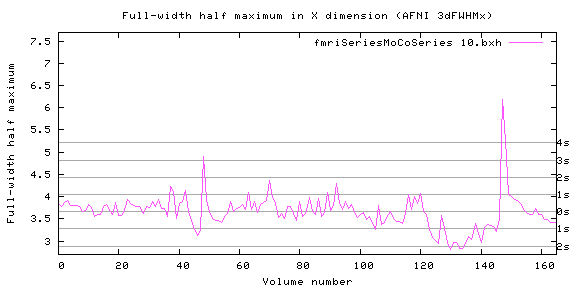 Full-width half maximum in X dimension (AFNI 3dFWHMx)
fmriSeriesMoCoSeries 10.bxh
Full-width half maximum
7.5
7
6.5
6
5.5
5
4.5
4
3.5
3
4s
3s
2s
1s
0s
1s
2s
0 20 40 60 80 100 120 140 160
Volume number